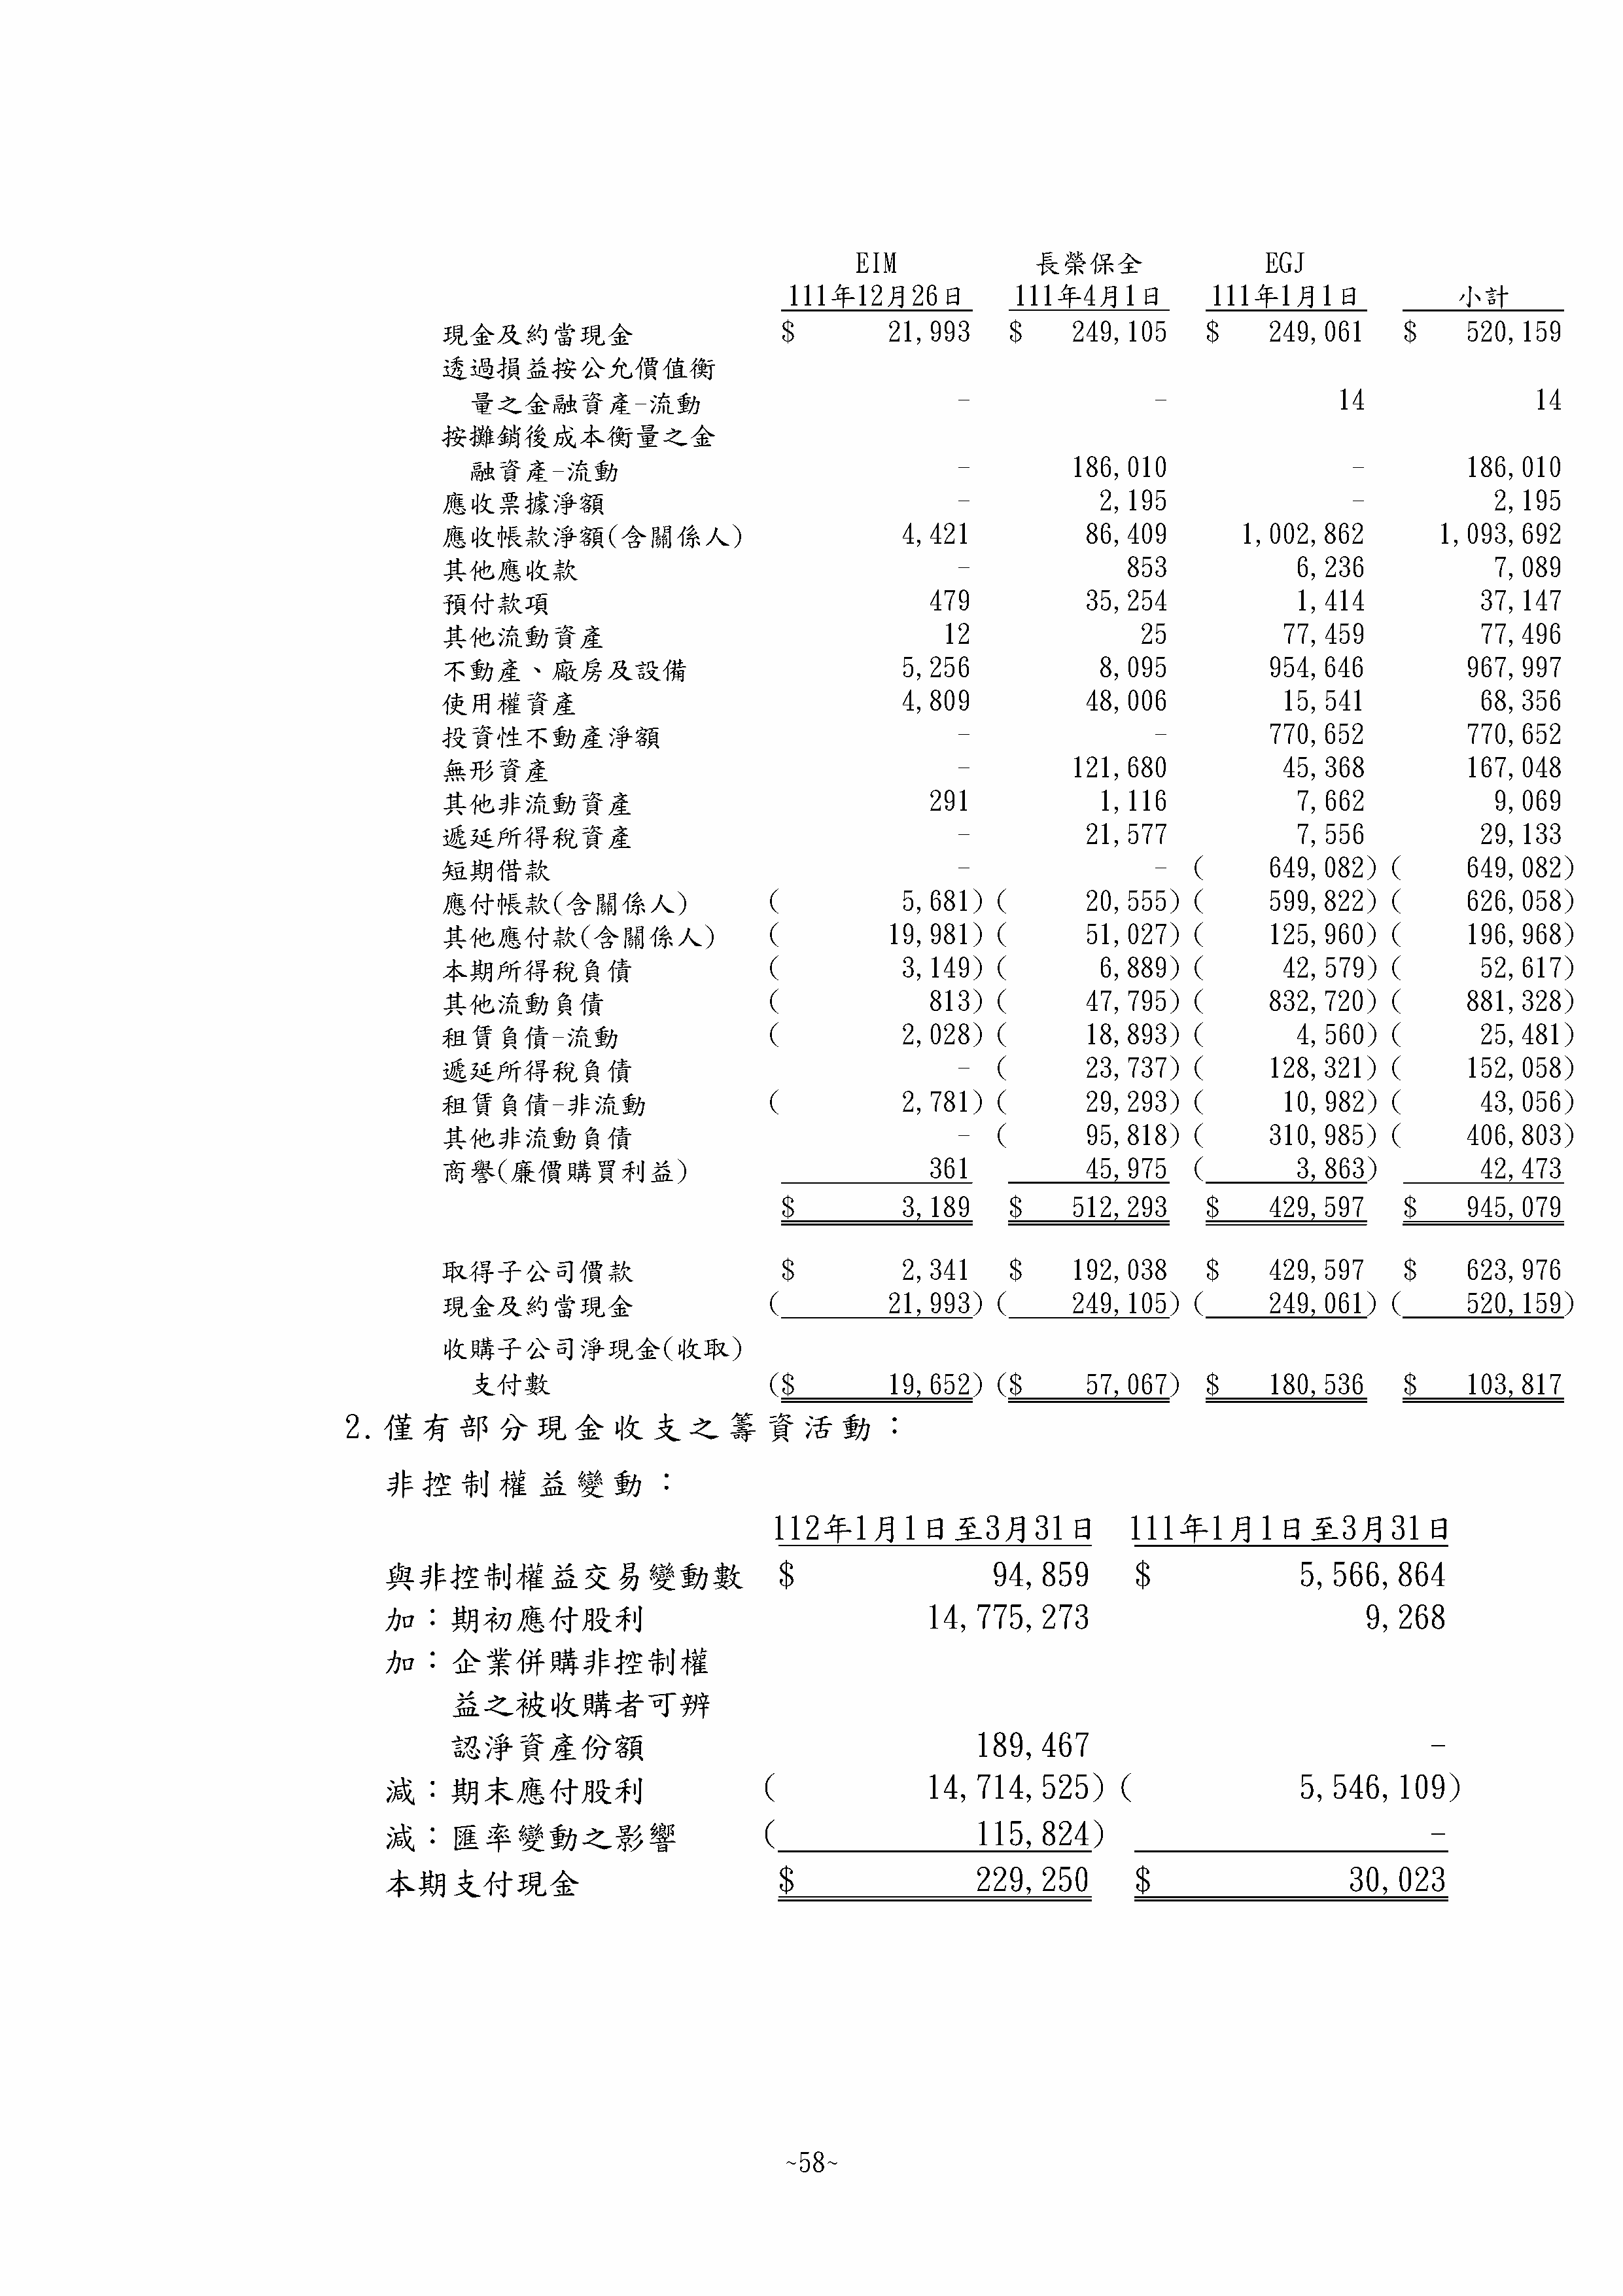 EIM 長榮保全 EGJ
111年12月26日 111年4月1日 111年1月1日 小計
現金及約當現金 $ 21,993 $ 249,105 $ 249,061 $ 520,159
透過損益按公允價值衡
量之金融資產-流動 - - 14 14
按攤銷後成本衡量之金
融資產-流動 - 186,010 - 186,010
應收票據淨額 - 2,195 - 2,195
應收帳款淨額(含關係人) 4,421 86,409 1,002,862 1,093,692
其他應收款 - 853 6,236 7,089
預付款項 479 35,254 1,414 37,147
其他流動資產 12 25 77,459 77,496
不動產、廠房及設備 5,256 8,095 954,646 967,997
使用權資產 4,809 48,006 15,541 68,356
投資性不動產淨額 - - 770,652 770,652
無形資產 - 121,680 45,368 167,048
其他非流動資產 291 1,116 7,662 9,069
遞延所得稅資產 - 21,577 7,556 29,133
短期借款 - - ( 649,082) ( 649,082)
應付帳款(含關係人) ( 5,681) ( 20,555) ( 599,822) ( 626,058)
其他應付款(含關係人) ( 19,981) ( 51,027) ( 125,960) ( 196,968)
本期所得稅負債 ( 3,149) ( 6,889) ( 42,579) ( 52,617)
其他流動負債 ( 813) ( 47,795) ( 832,720) ( 881,328)
租賃負債-流動 ( 2,028) ( 18,893) ( 4,560) ( 25,481)
遞延所得稅負債 - ( 23,737) ( 128,321) ( 152,058)
租賃負債-非流動 ( 2,781) ( 29,293) ( 10,982) ( 43,056)
其他非流動負債 - ( 95,818) ( 310,985) ( 406,803)
商譽(廉價購買利益) 361 45,975 ( 3,863) 42,473
$ 3,189 $ 512,293 $ 429,597 $ 945,079
取得子公司價款 $ 2,341 $ 192,038 $ 429,597 $ 623,976
現金及約當現金 ( 21,993) ( 249,105) ( 249,061) ( 520,159)
收購子公司淨現金(收取)
支付數 ($ 19,652) ($ 57,067) $ 180,536 $ 103,817
2.僅有部分現金收支之籌資活動：
非控制權益變動：
112年1月1日至3月31日 111年1月1日至3月31日
與非控制權益交易變動數 $ 94,859 $ 5,566,864
加：期初應付股利 14,775,273 9,268
加：企業併購非控制權
益之被收購者可辨
認淨資產份額 189,467 -
減：期末應付股利 ( 14,714,525) ( 5,546,109)
減：匯率變動之影響 ( 115,824) -
本期支付現金 $ 229,250 $ 30,023
~58~